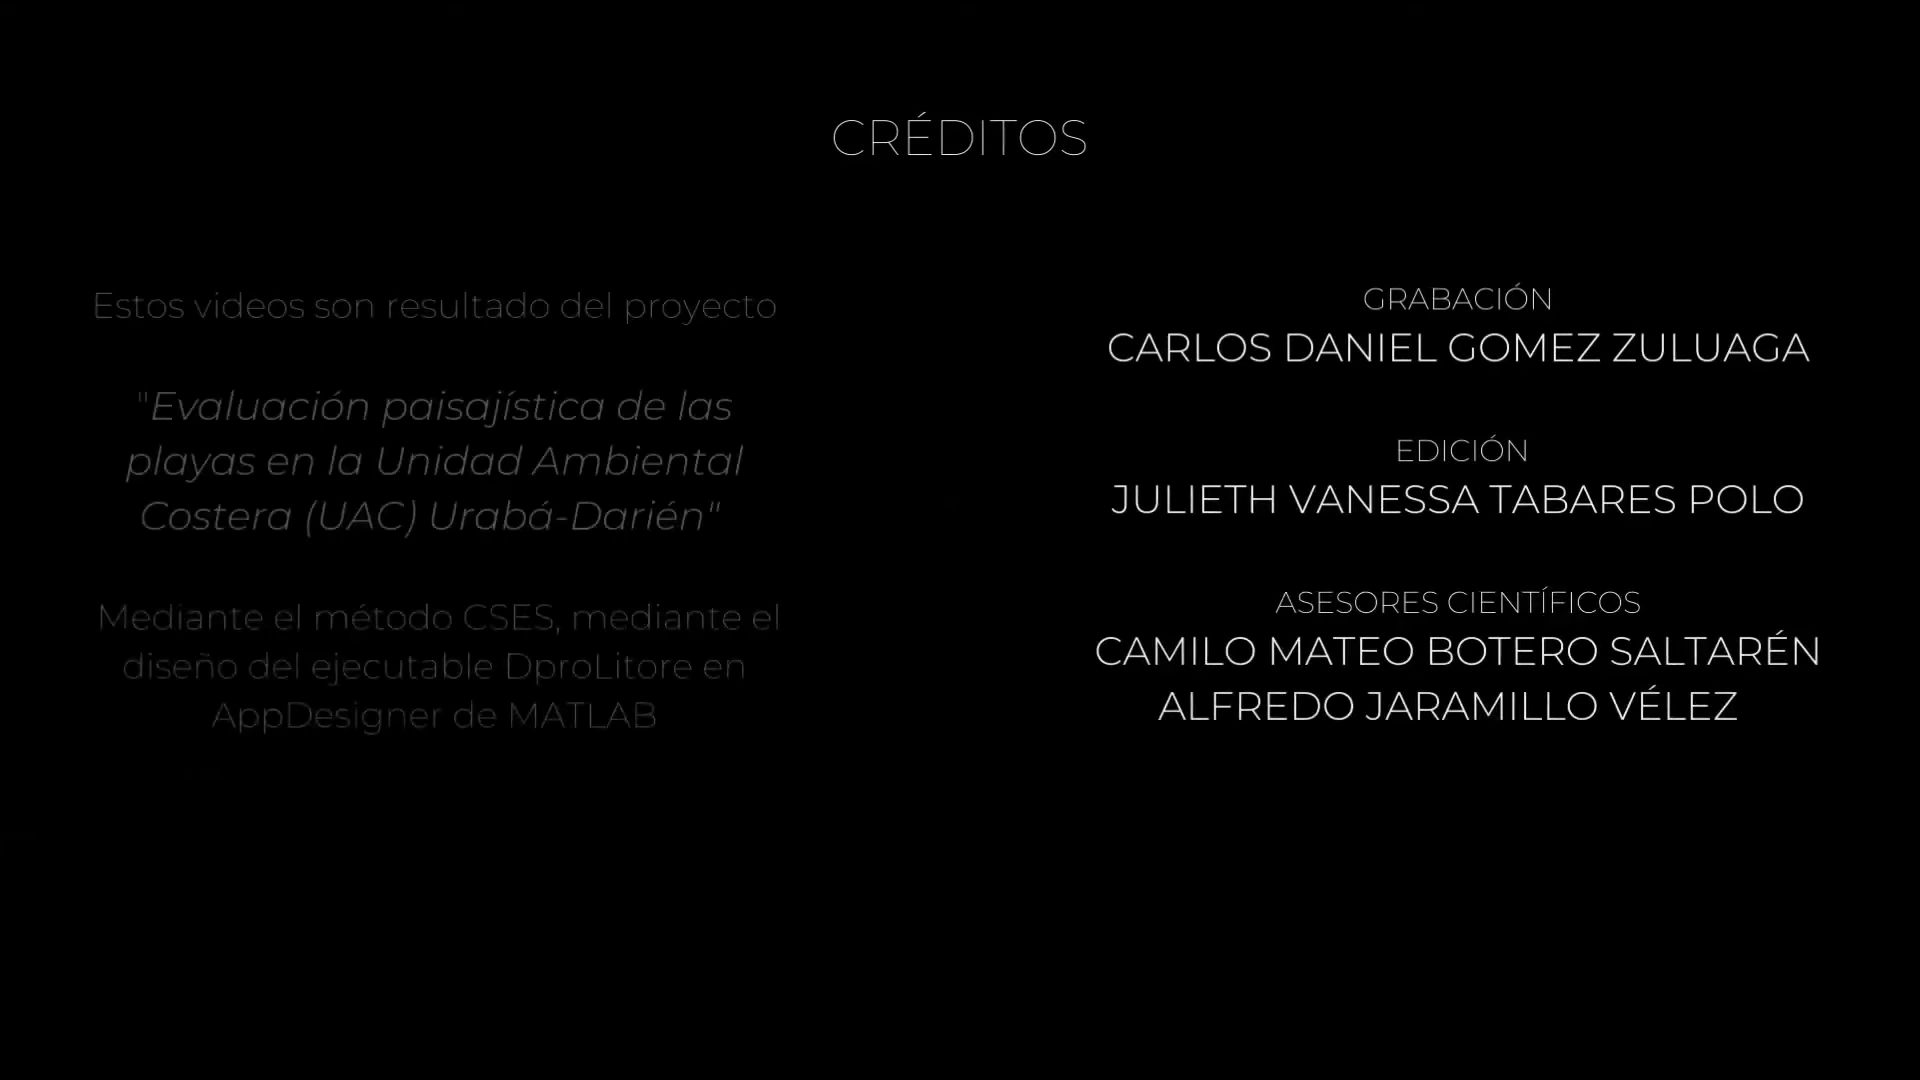 CRÉDITOS
Estos videos son resultado del proyecto
"Evaluación paisajística de las
playas en la Unidad Ambiental
Costera (UAC) Urabá-Darién"
Mediante el método CSES, mediante el
diseño del ejecutable DproLitore en
AppDesigner de MATLAB
GRABACIÓN
CARLOS DANIEL GOMEZ ZULUAGA
EDICIÓN
JULIETH VANESSA TABARES POLO
ASESORES CIENTÍFICOS
CAMILO MATEO BOTERO SALTARÉN
ALFREDO JARAMILLO VÉLEZ